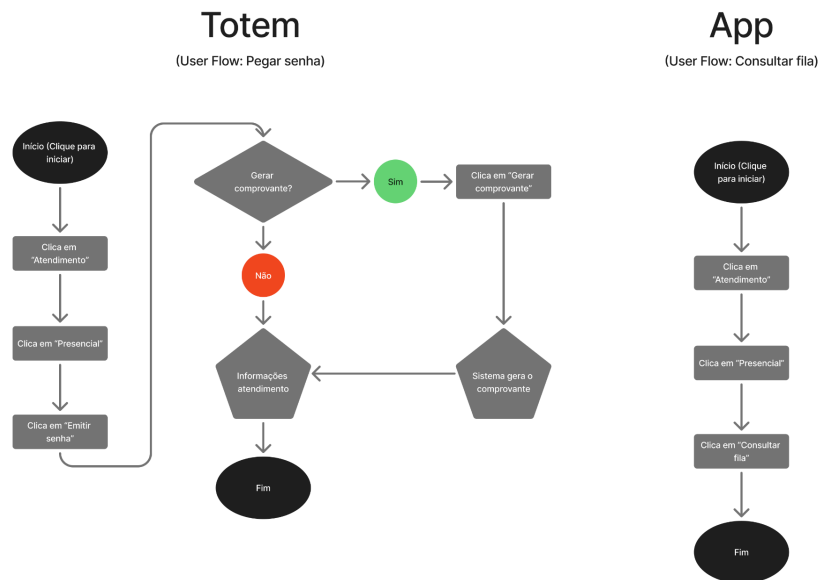 Totem
(User Flow: Pegar senha)
Início (Clique para
iniciar)
Clica em
“Atendimento”
Clica em “Presencial”
Clica em “Emitir
senha”
Gerar
comprovante?
Sim
Clica em “Gerar
comprovante”
Não
Informações
atendimento
Sistema gera o
comprovante
Fim
App
(User Flow: Consultar fila)
Início (Clique
para iniciar)
Clica em
“Atendimento”
Clica em “Presencial”
Clica em “Consultar
fila”
Fim